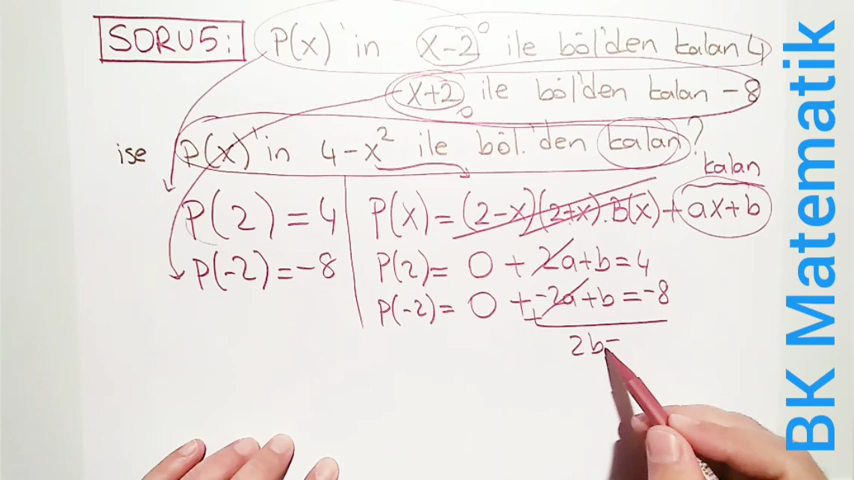 SORU5:
P(x)'in x-2 ile böl'den kalan 4
x+2 ile böl'den kalan -8
ise P(x)'in 4-x² ile böl.'den kalan?
kalan
P(2)=4
P(-2)=-8
P(x)=(2-x)(2+x).B(x)+ax+b
P(2)= 0 + 2a+b=4
P(-2)= 0 + -2a+b=-8
+
2b=
BK Matematik